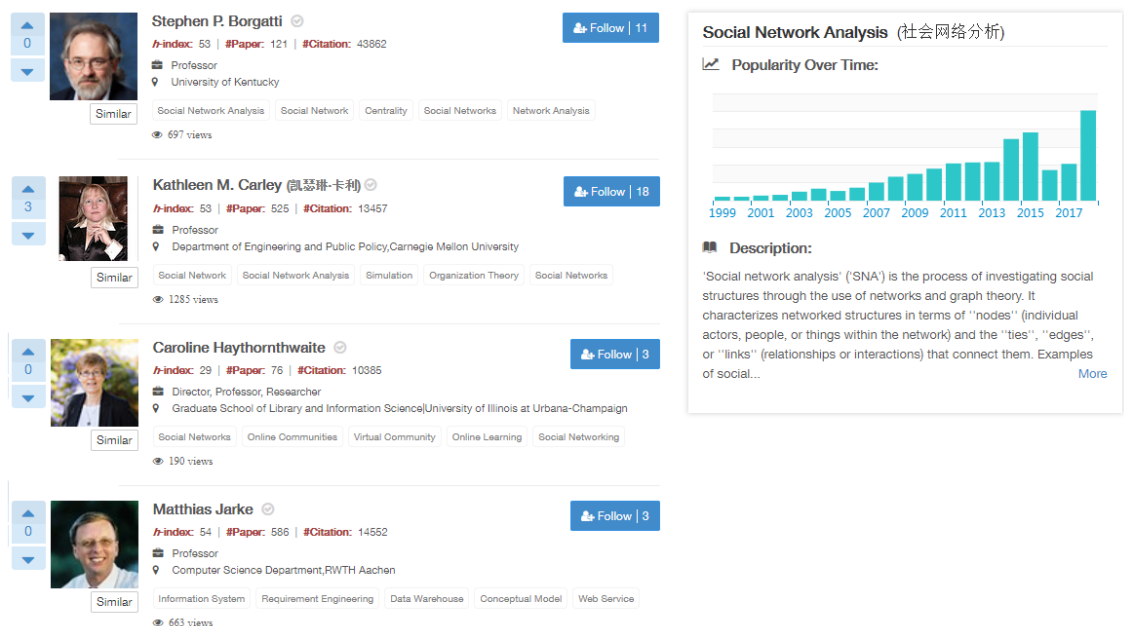 Stephen P. Borgatti
0
Follow | 11
h-index: 53 | #Paper: 121 | #Citation: 43862
Professor
University of Kentucky
Similar
Social Network Analysis Social Network Centrality Social Networks Network Analysis
697 views
Kathleen M. Carley (凯瑟琳·卡利)
3
Follow | 18
h-index: 53 | #Paper: 525 | #Citation: 13457
Professor
Department of Engineering and Public Policy,Carnegie Mellon University
Similar
Social Network Social Network Analysis Simulation Organization Theory Social Networks
1285 views
Caroline Haythornthwaite
0
Follow | 3
h-index: 29 | #Paper: 76 | #Citation: 10385
Director, Professor, Researcher
Graduate School of Library and Information Science|University of Illinois at Urbana-Champaign
Similar
Social Networks Online Communities Virtual Community Online Learning Social Networking
190 views
Matthias Jarke
0
Follow | 3
h-index: 54 | #Paper: 586 | #Citation: 14552
Professor
Computer Science Department,RWTH Aachen
Similar
Information System Requirement Engineering Data Warehouse Conceptual Model Web Service
663 views
Social Network Analysis (社会网络分析)
Popularity Over Time:
1999 2001 2003 2005 2007 2009 2011 2013 2015 2017
Description:
'Social network analysis' ('SNA') is the process of investigating social
structures through the use of networks and graph theory. It
characterizes networked structures in terms of ''nodes'' (individual
actors, people, or things within the network) and the ''ties'', ''edges'',
or ''links'' (relationships or interactions) that connect them. Examples
of social... More